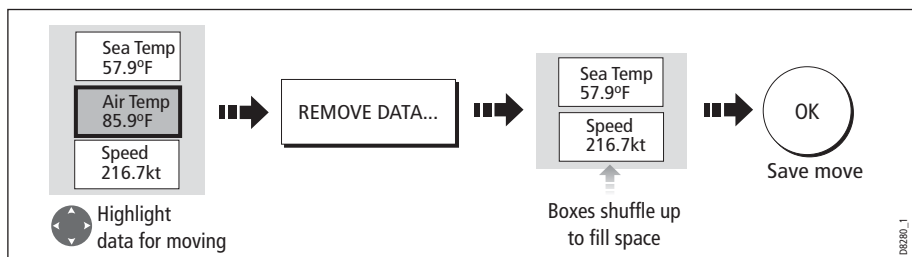 Sea Temp
57.9ºF
Air Temp
85.9ºF
Speed
216.7kt
Highlight
data for moving
REMOVE DATA...
Sea Temp
57.9ºF
Speed
216.7kt
Boxes shuffle up
to fill space
OK
Save move
D8280_1